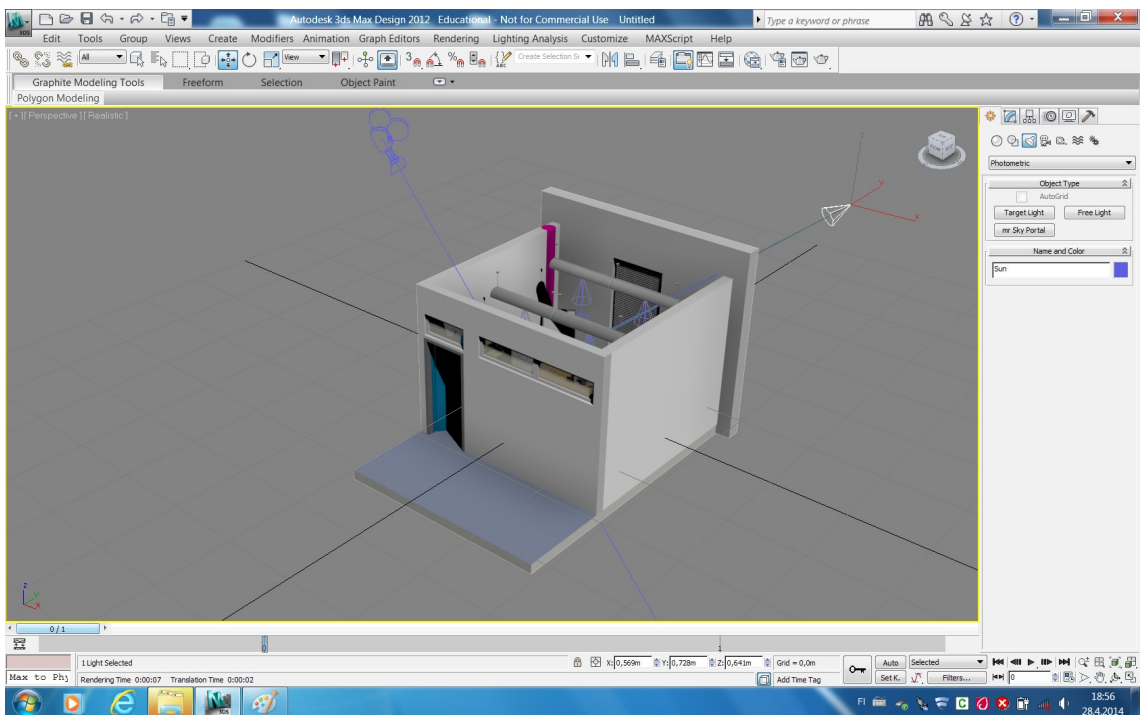 Autodesk 3ds Max Design 2012 Educational - Not for Commercial Use Untitled
Type a keyword or phrase
3DS
Edit Tools Group Views Create Modifiers Animation Graph Editors Rendering Lighting Analysis Customize MAXScript Help
All
View
3
Create Selection Se
Graphite Modeling Tools Freeform Selection Object Paint
Polygon Modeling
[ + ][ Perspective ][ Realistic ]
z
y
x
Photometric
Object Type
AutoGrid
Target Light Free Light
mr Sky Portal
Name and Color
Sun
z
y
x
0 / 1
0 1
1 Light Selected X: 0,569m Y: 0,728m Z: 0,641m Grid = 0,0m Auto Selected
Max to Phy Rendering Time 0:00:07 Translation Time 0:00:02 Add Time Tag Set K. Filters... 0
FI 18:56
28.4.2014